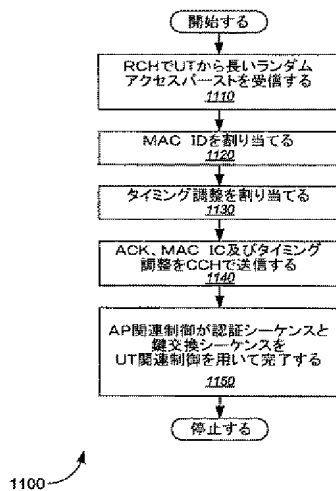 開始する
RCHでUTから長いランダム
アクセスバーストを受信する
1110
MAC IDを割り当てる
1120
タイミング調整を割り当てる
1130
ACK、MAC IC及びタイミング
調整をCCHで送信する
1140
AP関連制御が認証シーケンスと
鍵交換シーケンスを
UT関連制御を用いて完了する
1150
停止する
1100